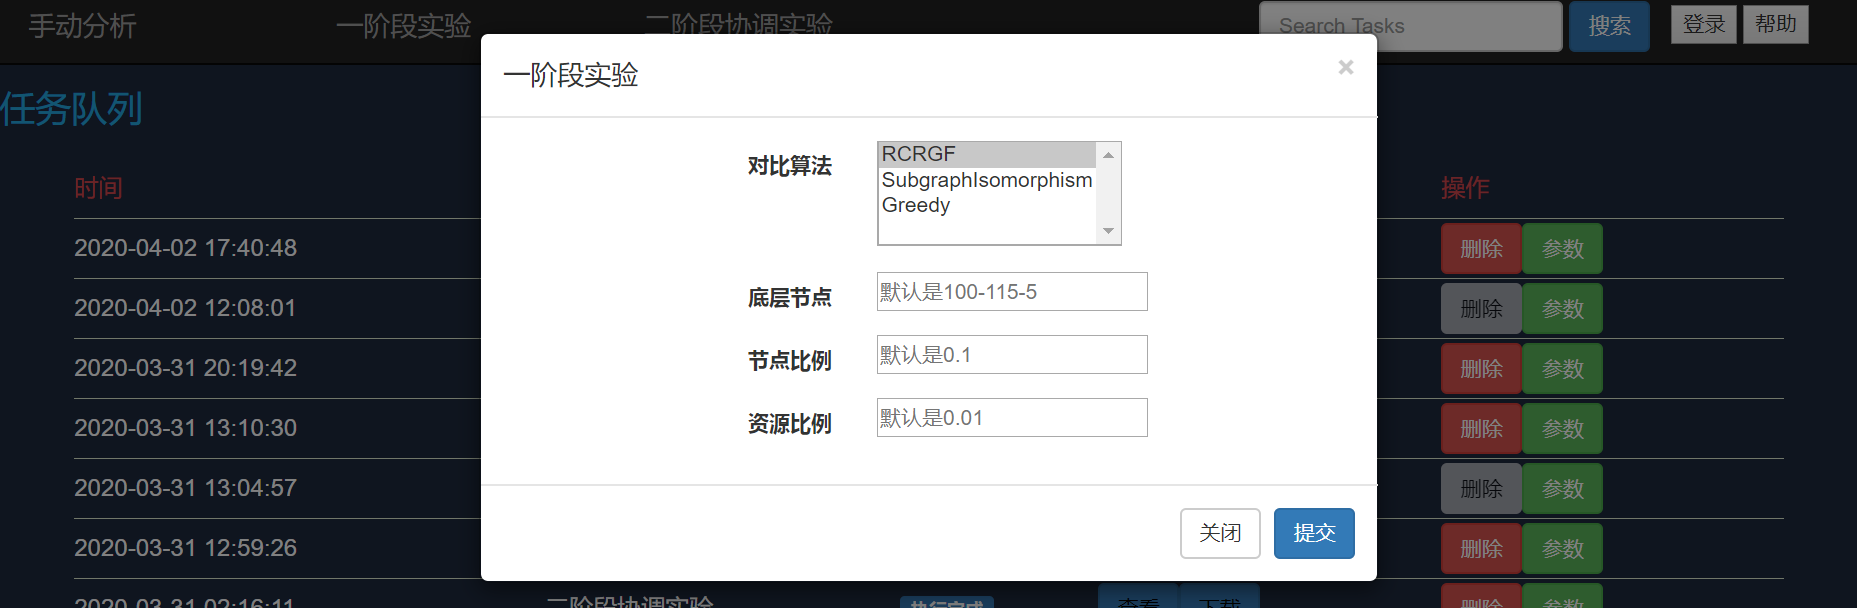 手动分析 一阶段实验 二阶段协调实验 Search Tasks 搜索 登录 帮助
一阶段实验 ×
任务队列
对比算法 RCRGF
SubgraphIsomorphism
Greedy
时间 操作
2020-04-02 17:40:48 删除 参数
底层节点 默认是100-115-5
2020-04-02 12:08:01 删除 参数
节点比例 默认是0.1
2020-03-31 20:19:42 删除 参数
资源比例 默认是0.01
2020-03-31 13:10:30 删除 参数
2020-03-31 13:04:57 删除 参数
关闭 提交
2020-03-31 12:59:26 删除 参数
2020-03-31 02:16:11 二阶段协调实验 执行完成 查看 下载 删除 参数